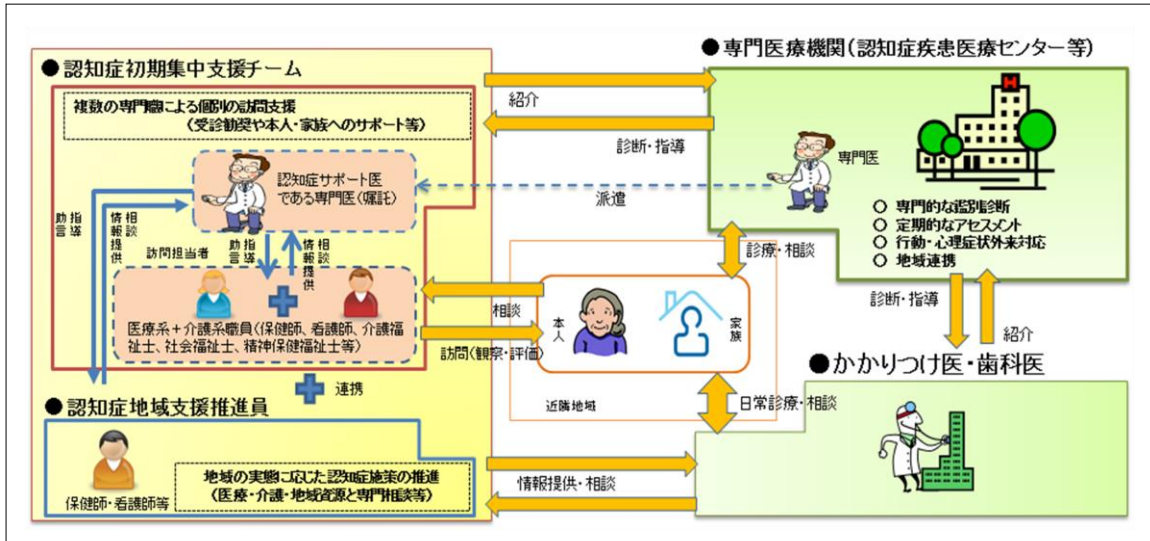 ●認知症初期集中支援チーム
複数の専門職による個別の訪問支援
(受診勧奨や本人・家族へのサポート等)
認知症サポート医
である専門医(嘱託)
指導
助言
相談
情報提供
訪問担当者
指導
助言
相談
情報提供
医療系+介護系職員(保健師、看護師、介護福
祉士、社会福祉士、精神保健福祉士等)
連携
●認知症地域支援推進員
保健師・看護師等
地域の実態に応じた認知症施策の推進
(医療・介護・地域資源と専門相談等)
紹介
診断・指導
派遣
相談
訪問(観察・評価)
本人
家族
近隣地域
診療・相談
日常診療・相談
情報提供・相談
●専門医療機関(認知症疾患医療センター等)
専門医
H
○ 専門的な鑑別診断
○ 定期的なアセスメント
○ 行動・心理症状外来対応
○ 地域連携
診断・指導
紹介
●かかりつけ医・歯科医